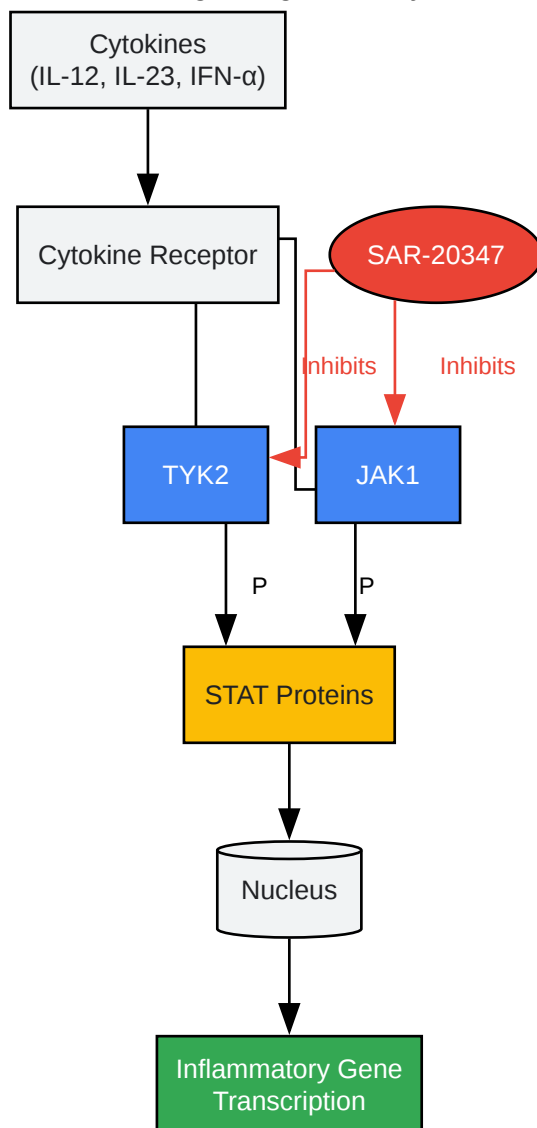 Cytokines
(IL-12, IL-23, IFN-α)
Cytokine Receptor
SAR-20347
Inhibits
Inhibits
TYK2
JAK1
P
P
STAT Proteins
Nucleus
Inflammatory Gene
Transcription